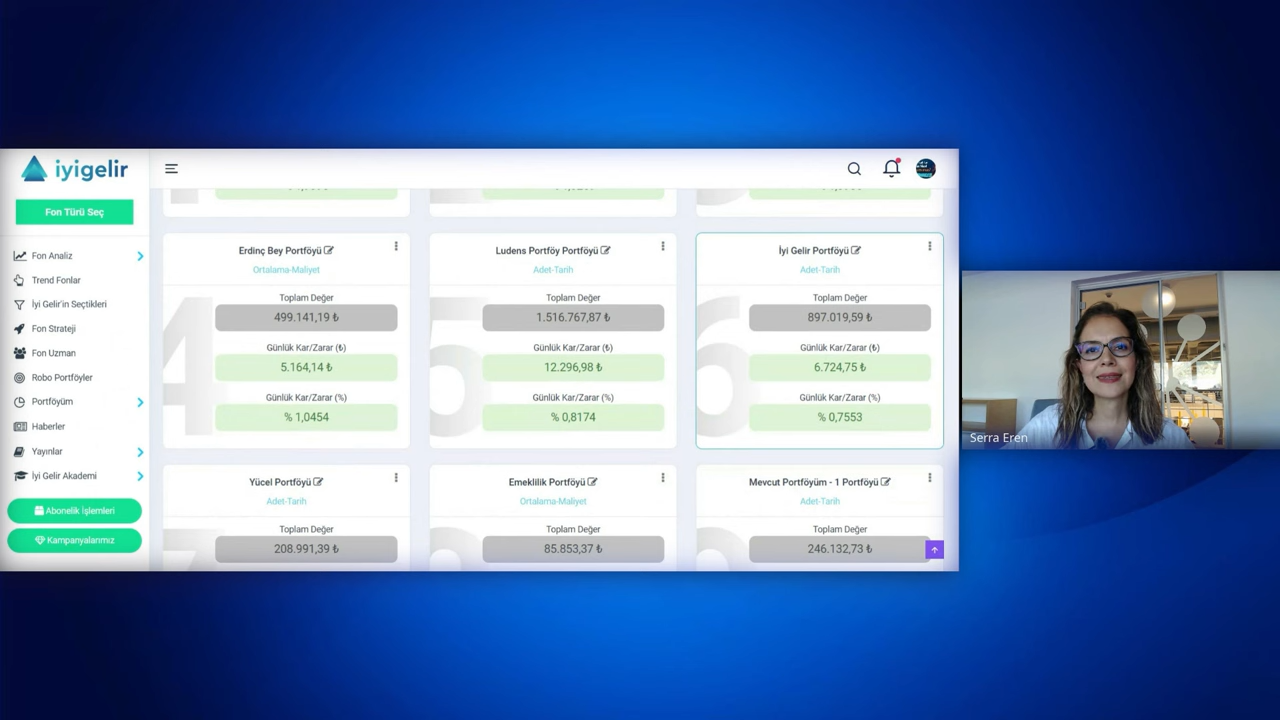 iyigelir
Fon Türü Seç
Fon Analiz
Trend Fonlar
İyi Gelir'in Seçtikleri
Fon Strateji
Fon Uzman
Robo Portföyler
Portföyüm
Haberler
Yayınlar
İyi Gelir Akademi
Abonelik İşlemleri
Kampanyalarımız
Erdinç Bey Portföyü
Ortalama-Maliyet
Toplam Değer
499.141,19 ₺
Günlük Kar/Zarar (₺)
5.164,14 ₺
Günlük Kar/Zarar (%)
% 1,0454
4
Ludens Portföy Portföyü
Adet-Tarih
Toplam Değer
1.516.767,87 ₺
Günlük Kar/Zarar (₺)
12.296,98 ₺
Günlük Kar/Zarar (%)
% 0,8174
5
İyi Gelir Portföyü
Adet-Tarih
Toplam Değer
897.019,59 ₺
Günlük Kar/Zarar (₺)
6.724,75 ₺
Günlük Kar/Zarar (%)
% 0,7553
6
Yücel Portföyü
Adet-Tarih
Toplam Değer
208.991,39 ₺
Emeklilik Portföyü
Ortalama-Maliyet
Toplam Değer
85.853,37 ₺
Mevcut Portföyüm - 1 Portföyü
Adet-Tarih
Toplam Değer
246.132,73 ₺
Serra Eren